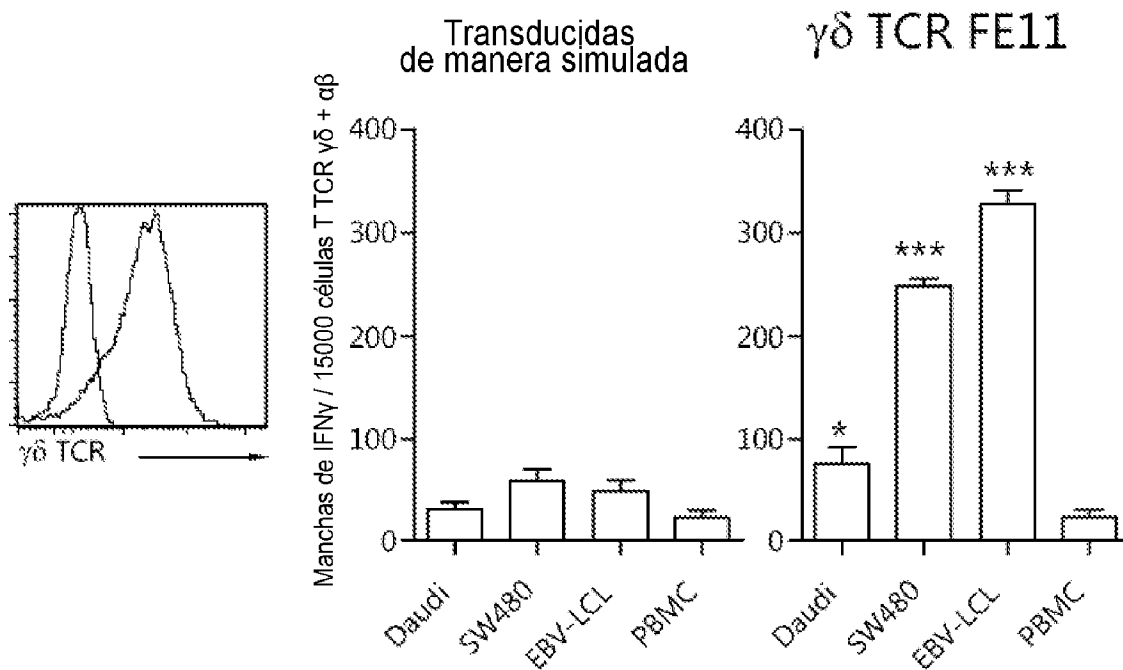 Transducidas
de manera simulada
γδ TCR FE11
Manchas de IFNγ / 15000 células T TCR γδ + αβ
400
300
200
100
0
400
300
200
100
0
***
***
*
γδ TCR
Daudi
SW480
EBV-LCL
PBMC
Daudi
SW480
EBV-LCL
PBMC